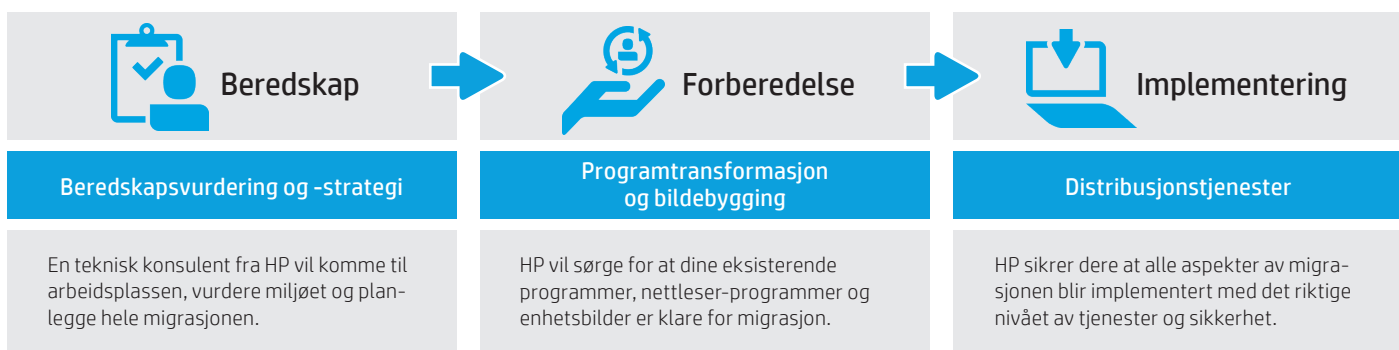 Beredskap
Forberedelse
Implementering
Beredskapsvurdering og -strategi
Programtransformasjon
og bildebygging
Distribusjonstjenester
En teknisk konsulent fra HP vil komme til
arbeidsplassen, vurdere miljøet og plan-
legge hele migrasjonen.
HP vil sørge for at dine eksisterende
programmer, nettleser-programmer og
enhetsbilder er klare for migrasjon.
HP sikrer dere at alle aspekter av migra-
sjonen blir implementert med det riktige
nivået av tjenester og sikkerhet.